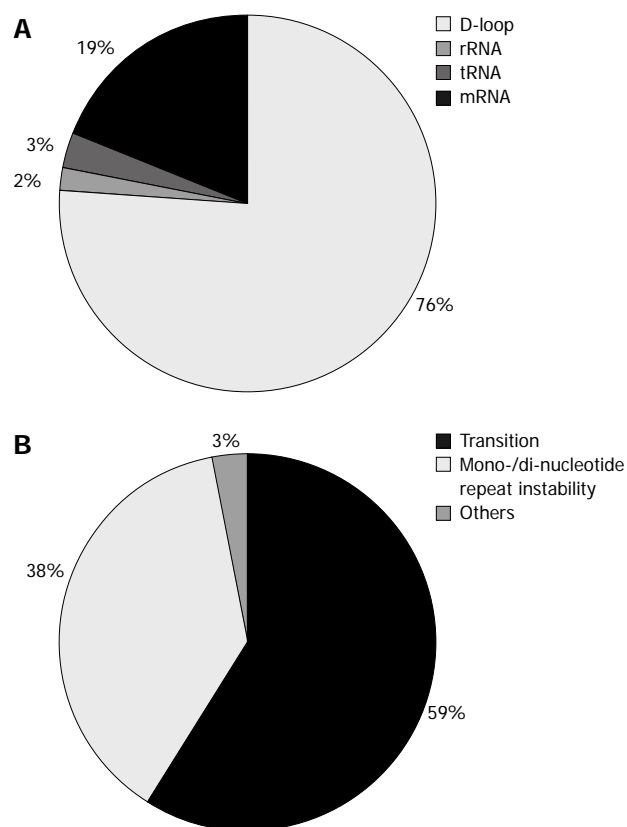 A
D-loop
rRNA
tRNA
mRNA
19%
3%
2%
76%
B
Transition
Mono-/di-nucleotide
repeat instability
Others
3%
38%
59%